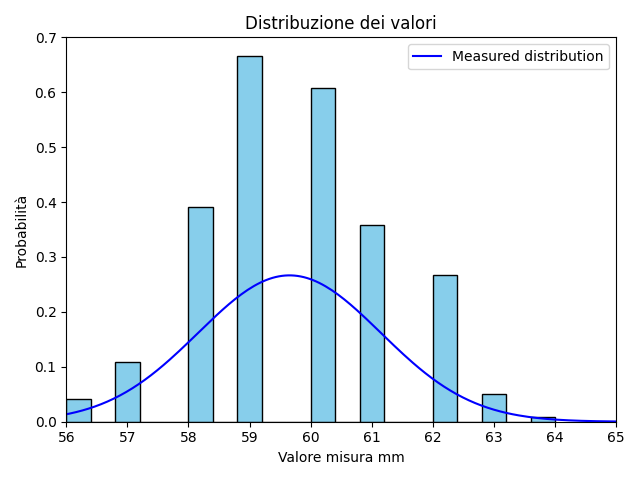 Distribuzione dei valori
Measured distribution
0.7
0.6
0.5
0.4
0.3
0.2
0.1
0.0
Probabilità
56 57 58 59 60 61 62 63 64 65
Valore misura mm